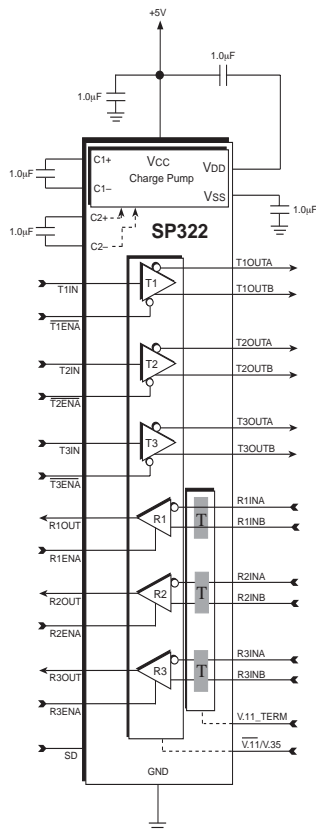 +5V
1.0µF
1.0µF
1.0µF
C1+
C1–
VCC
Charge Pump
VDD
VSS
1.0µF
C2+
C2–
1.0µF
SP322
T1IN
T1
T1OUTA
T1OUTB
T1ENA
T2IN
T2
T2OUTA
T2OUTB
T2ENA
T3IN
T3
T3OUTA
T3OUTB
T3ENA
R1OUT
R1
T
R1INA
R1INB
R1ENA
R2OUT
R2
T
R2INA
R2INB
R2ENA
R3OUT
R3
T
R3INA
R3INB
R3ENA
V.11_TERM
SD
V.11/V.35
GND